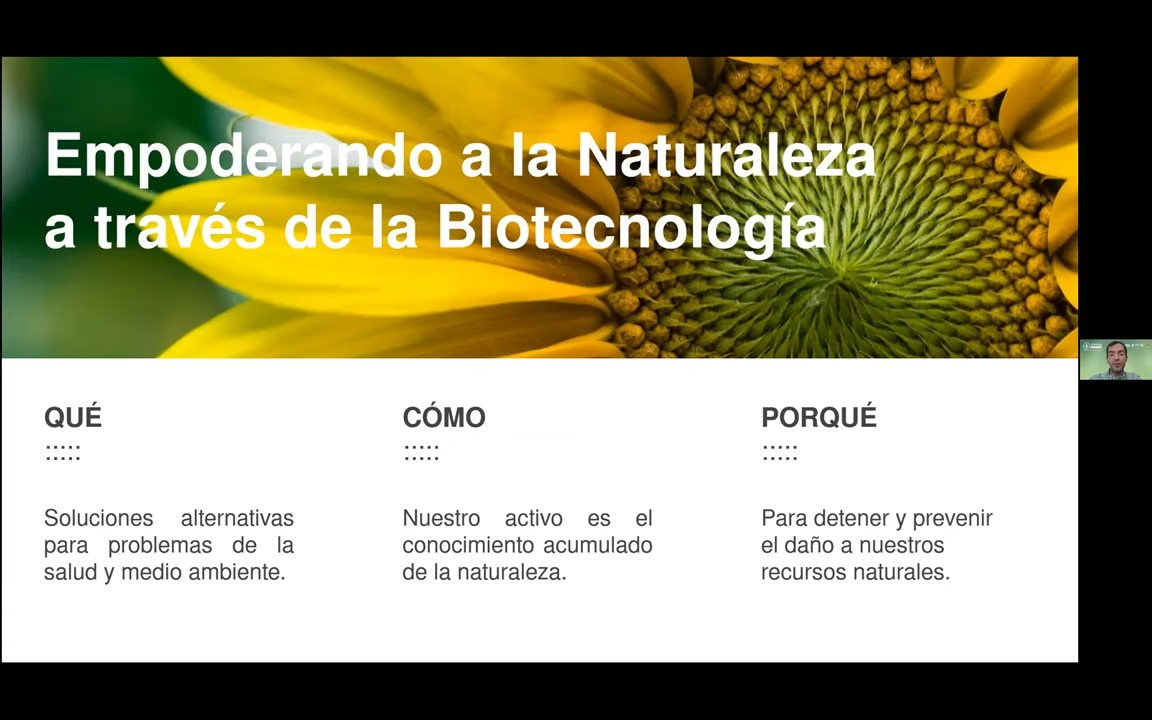 Empoderando a la Naturaleza
a través de la Biotecnología
QUÉ
:::::
Soluciones alternativas
para problemas de la
salud y medio ambiente.
CÓMO
:::::
Nuestro activo es el
conocimiento acumulado
de la naturaleza.
PORQUÉ
:::::
Para detener y prevenir
el daño a nuestros
recursos naturales.